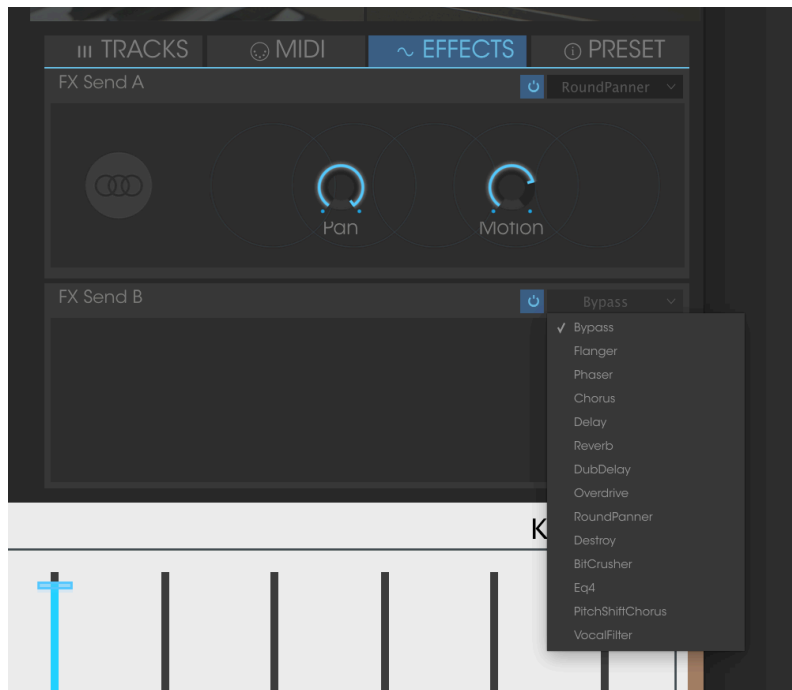 TRACKS
MIDI
EFFECTS
PRESET
FX Send A
RoundPanner
Pan
Motion
FX Send B
Bypass
Bypass
Flanger
Phaser
Chorus
Delay
Reverb
DubDelay
Overdrive
RoundPanner
Destroy
BitCrusher
Eq4
PitchShiftChorus
VocalFilter
K